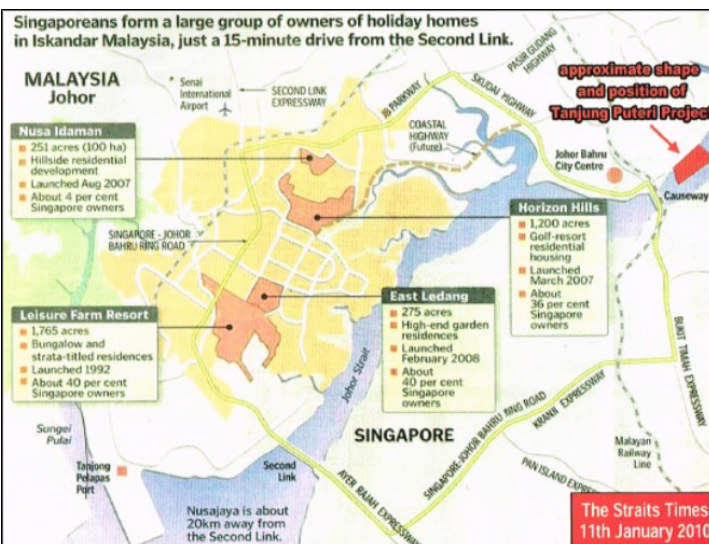 Singaporeans form a large group of owners of holiday homes
in Iskandar Malaysia, just a 15-minute drive from the Second Link.
MALAYSIA
Johor
Senai
International
Airport
SECOND LINK
EXPRESSWAY
JB PARKWAY
SKUDAI HIGHWAY
PASIR GUDANG
HIGHWAY
approximate shape
and position of
Tanjung Puteri Project
COASTAL
HIGHWAY
(Future)
Johor Bahru
City Centre
Causeway
Nusa Idaman
251 acres (100 ha)
Hillside residential
development
Launched Aug 2007
About 4 per cent
Singapore owners
SINGAPORE - JOHOR
BAHRU RING ROAD
Horizon Hills
1,200 acres
Golf-resort
residential
housing
Launched
March 2007
About
36 per cent
Singapore
owners
Leisure Farm Resort
1,765 acres
Bungalow and
strata-titled residences
Launched 1992
About 40 per cent
Singapore owners
East Ledang
275 acres
High-end garden
residences
Launched
February 2008
About
40 per cent
Singapore
owners
Johor Strait
BUKIT TIMAH EXPRESSWAY
SINGAPORE
SINGAPORE JOHOR BAHRU RING ROAD
KRANJI EXPRESSWAY
Sungei
Pulai
Tanjong
Pelapas
Port
Second
Link
AYER RAJAH EXPRESSWAY
PAN ISLAND EXPRE
Malayan
Railway
Line
Nusajaya is about
20km away from
the Second Link.
The Straits Times
11th January 2010